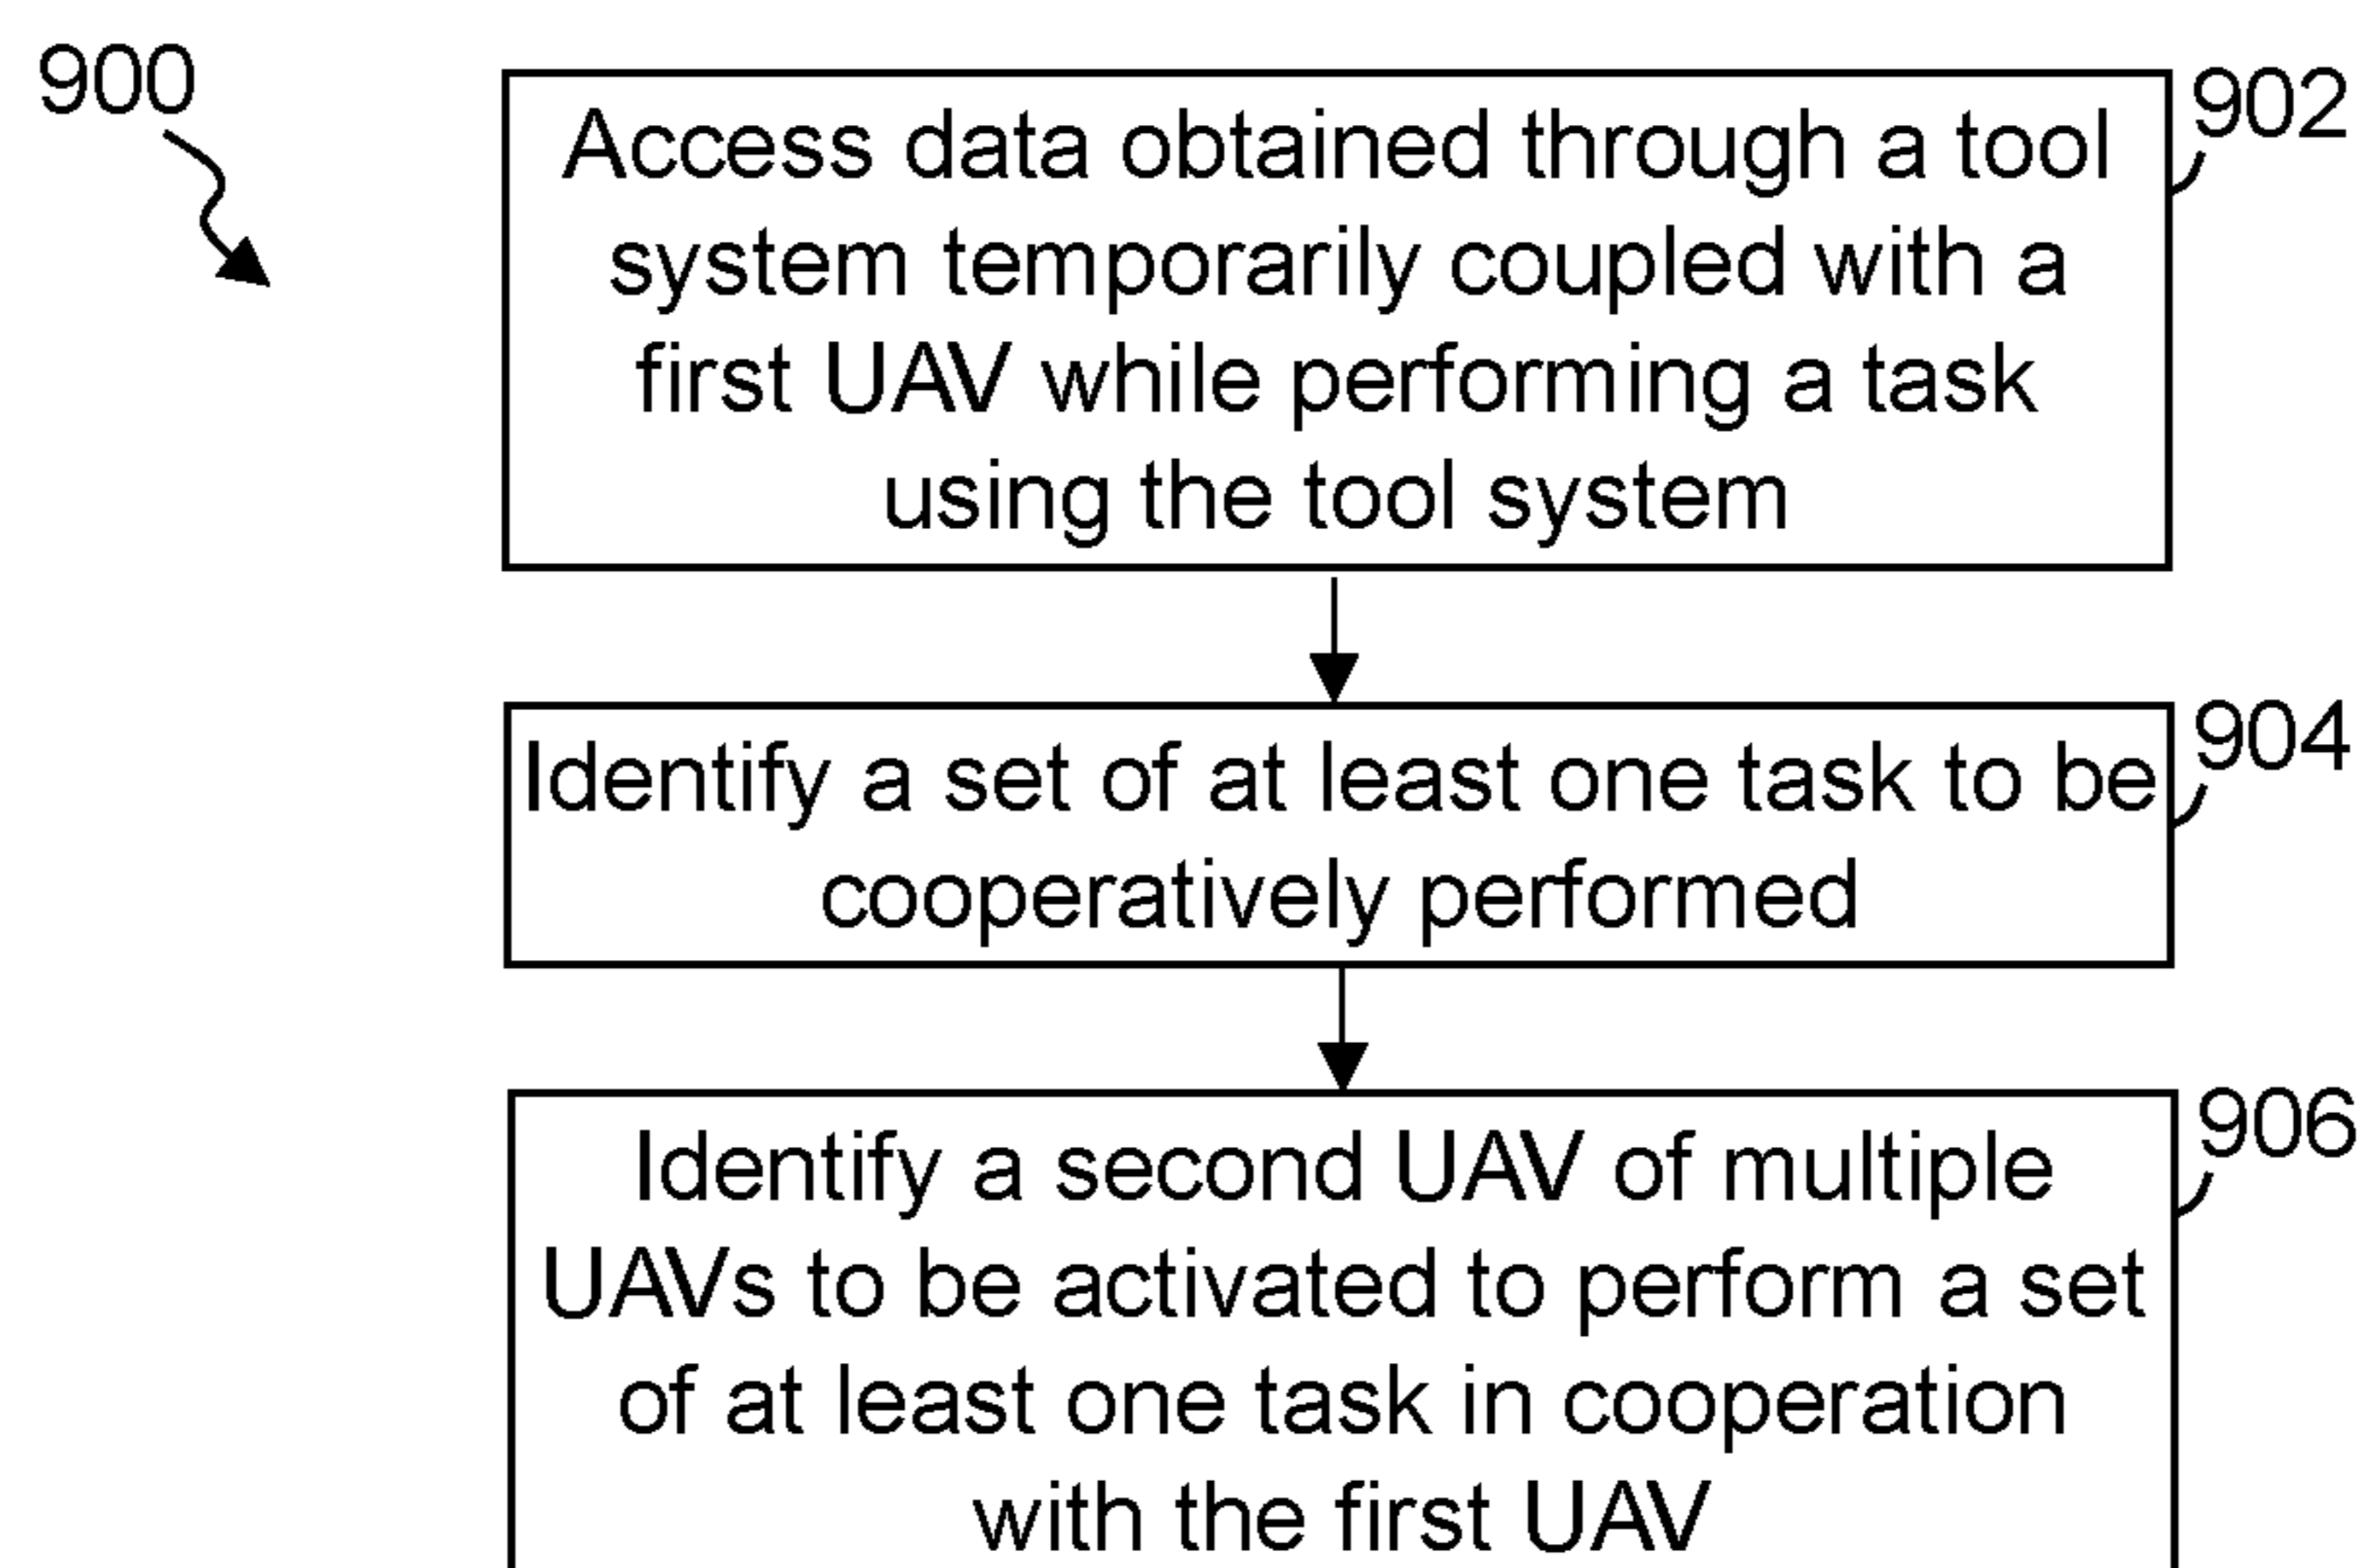 900
902
Access data obtained through a tool
system temporarily coupled with a
first UAV while performing a task
using the tool system
904
Identify a set of at least one task to be
cooperatively performed
906
Identify a second UAV of multiple
UAVs to be activated to perform a set
of at least one task in cooperation
with the first UAV